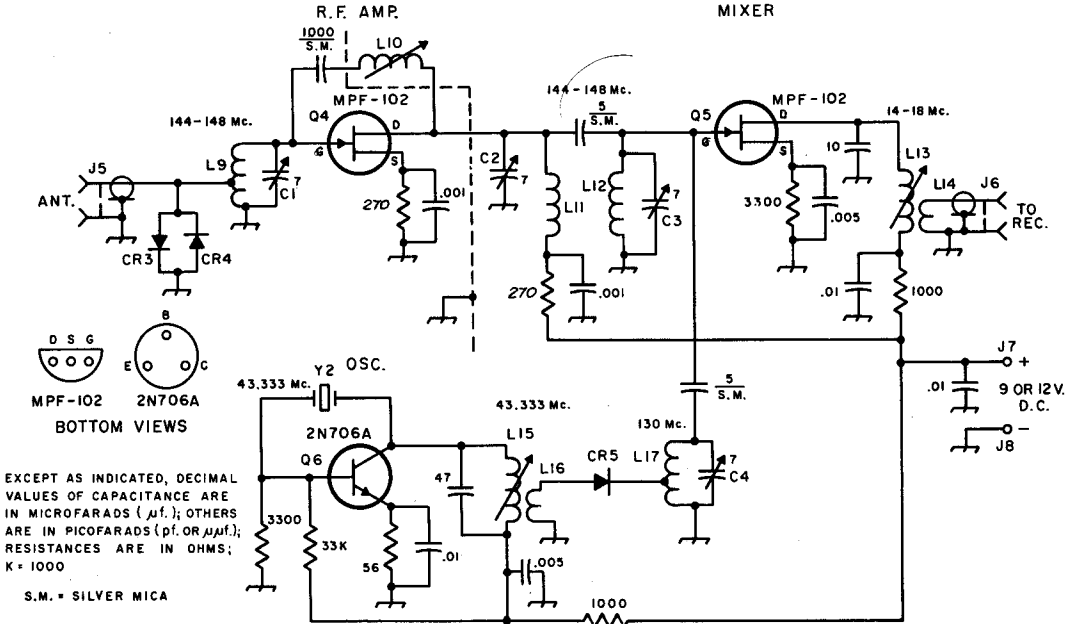 R.F. AMP.
MIXER
1000
S.M.
L10
MPF-102
Q4
D
G
S
144-148 Mc.
L9
7
C1
J5
ANT.
CR3
CR4
270
.001
144-148 Mc.
5
S.M.
C2
7
L11
L12
7
C3
270
.001
Q5
MPF-102
D
G
S
14-18 Mc.
10
L13
L14
J6
TO
REC.
3300
.005
.01
1000
D S G
MPF-102
B
E
C
2N706A
BOTTOM VIEWS
Y2
OSC.
43.333 Mc.
2N706A
Q6
3300
33K
56
.01
47
43.333 Mc.
L15
L16
.005
CR5
130 Mc.
L17
7
C4
5
S.M.
1000
J7
+
.01
9 OR 12V.
D.C.
–
J8
EXCEPT AS INDICATED, DECIMAL
VALUES OF CAPACITANCE ARE
IN MICROFARADS (µf.); OTHERS
ARE IN PICOFARADS (pf. OR µµf.);
RESISTANCES ARE IN OHMS;
K = 1000
S.M. = SILVER MICA